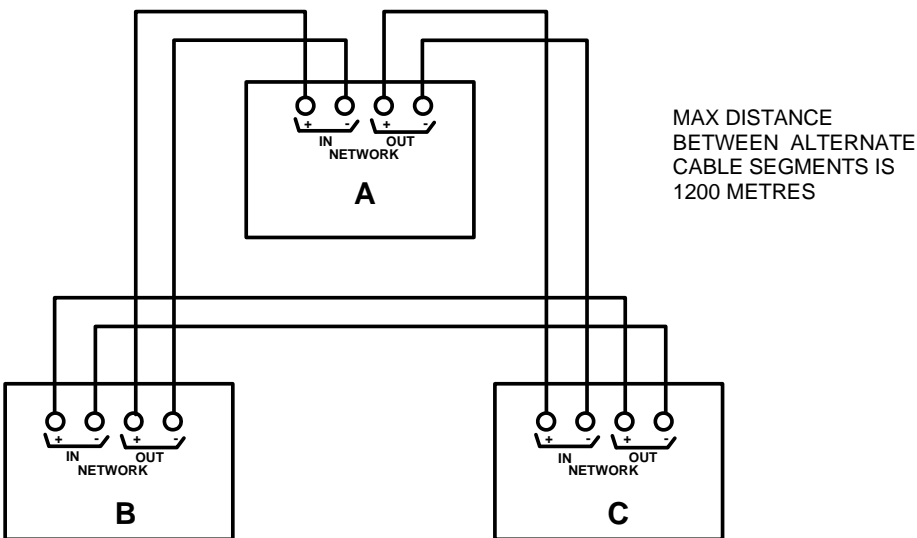 MAX DISTANCE
BETWEEN ALTERNATE
CABLE SEGMENTS IS
1200 METRES
+ - + -
IN OUT
NETWORK
A
+ - + -
IN OUT
NETWORK
B
+ - + -
IN OUT
NETWORK
C